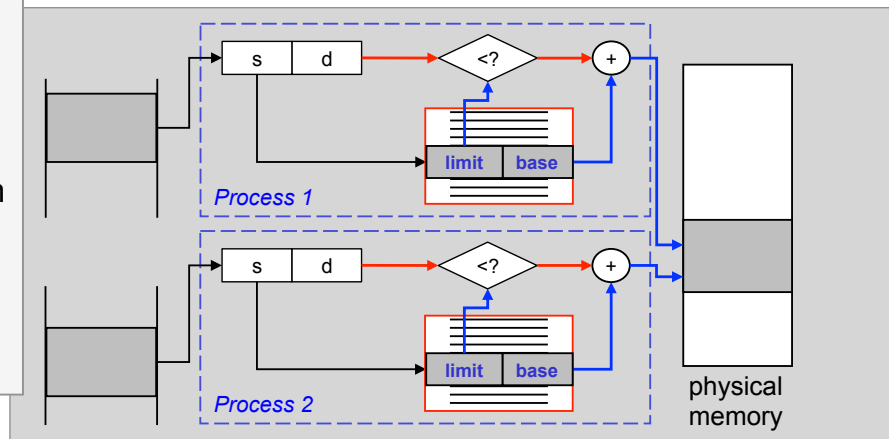 s d <? +
limit base
Process 1
s d <? +
limit base
Process 2
physical
memory